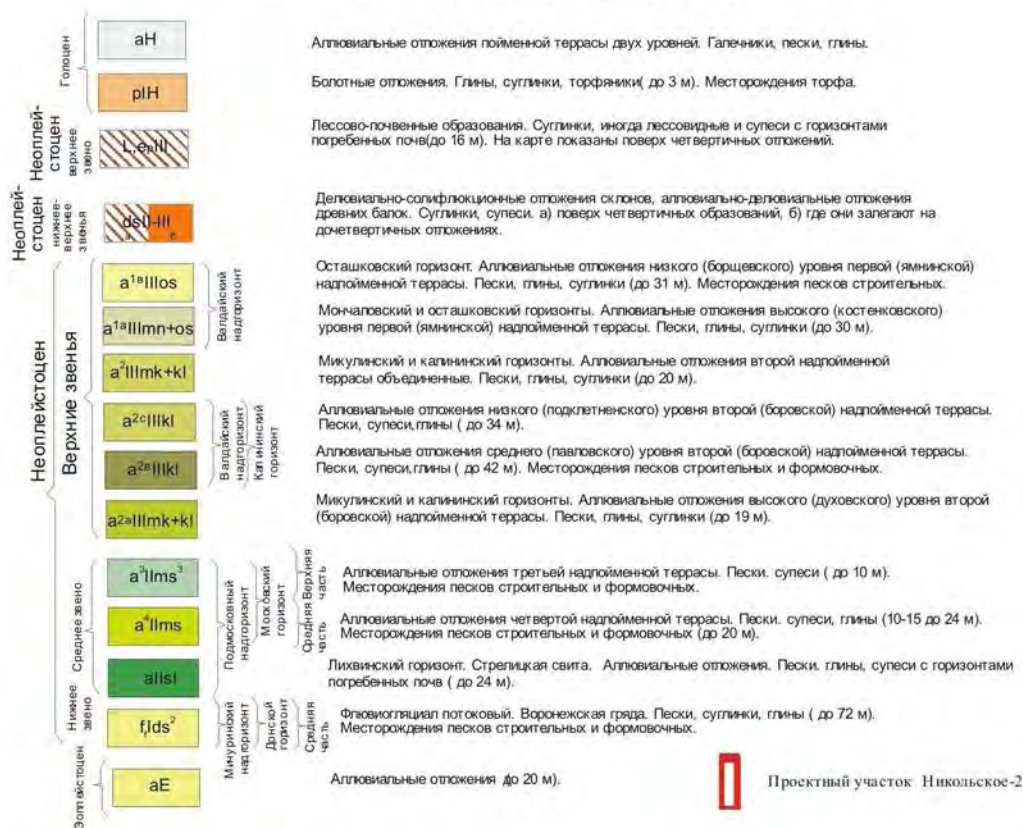 Голоцен
aH
Аллювиальные отложения пойменной террасы двух уровней. Галечники, пески, глины.
plH
Болотные отложения. Глины, суглинки, торфяники( до 3 м). Месторождения торфа.
Неоплей-
стоцен
верхнее
звено
L,epIII
Лессово-почвенные образования. Суглинки, иногда лессовидные и супеси с горизонтами
погребенных почв(до 16 м). На карте показаны поверх четвертичных отложений.
Неоплей-
стоцен
нижнее-
верхнее
звенья
dsII-III
Делювиально-солифлюкционные отложения склонов, аллювиально-делювиальные отложения
древних балок. Суглинки, супеси. а) поверх четвертичных образований, б) где они залегают на
дочетвертичных отложениях.
Неоплейстоцен
Верхние звенья
a¹ᵃIIIos
Валдайский
надгоризонт
Осташковский горизонт. Аллювиальные отложения низкого (борщевского) уровня первой (ямнинской)
надпойменной террасы. Пески, глины, суглинки (до 31 м). Месторождения песков строительных.
a¹ᵃIIImn+os
Мончаловский и осташковский горизонты. Аллювиальные отложения высокого (костенковского)
уровня первой (ямнинской) надпойменной террасы. Пески, глины, суглинки (до 30 м).
a²IIImk+kl
Микулинский и калининский горизонты. Аллювиальные отложения второй надпойменной
террасы объединенные. Пески, глины, суглинки (до 20 м).
a²ᶜIIIkl
Валдайский
надгоризонт
Калининский
горизонт
Аллювиальные отложения низкого (подклетненского) уровня второй (боровской) надпойменной террасы.
Пески, супеси,глины ( до 34 м).
a²ᵃIIIkl
Аллювиальные отложения среднего (павловского) уровня второй (боровской) надпойменной террасы.
Пески, супеси,глины ( до 42 м). Месторождения песков строительных и формовочных.
a²ᵃIIImk+kl
Микулинский и калининский горизонты. Аллювиальные отложения высокого (духовского) уровня второй
(боровской) надпойменной террасы. Пески, глины, суглинки (до 19 м).
Среднее звено
a³IIms³
Подмосковный
надгоризонт
Московский
горизонт
Верхняя
часть
Аллювиальные отложения третьей надпойменной террасы. Пески. супеси ( до 10 м).
Месторождения песков строительных и формовочных.
a⁴IIms
Средняя
часть
Аллювиальные отложения четвертой надпойменной террасы. Пески. супеси, глины (10-15 до 24 м).
Месторождения песков строительных и формовочных (до 20 м).
aIIsl
Лихвинский горизонт. Стрелицкая свита. Аллювиальные отложения. Пески. глины, супеси с горизонтами
погребенных почв ( до 24 м).
Нижнее
звено
f,Ids²
Мичуринский
надгоризонт
Донской
горизонт
Средняя
часть
Флювиогляциал потоковый. Воронежская гряда. Пески, суглинки, глины ( до 72 м).
Месторождения песков строительных и формовочных.
Эоплейстоцен
aE
Аллювиальные отложения до 20 м).
Проектный участок Никольское-2